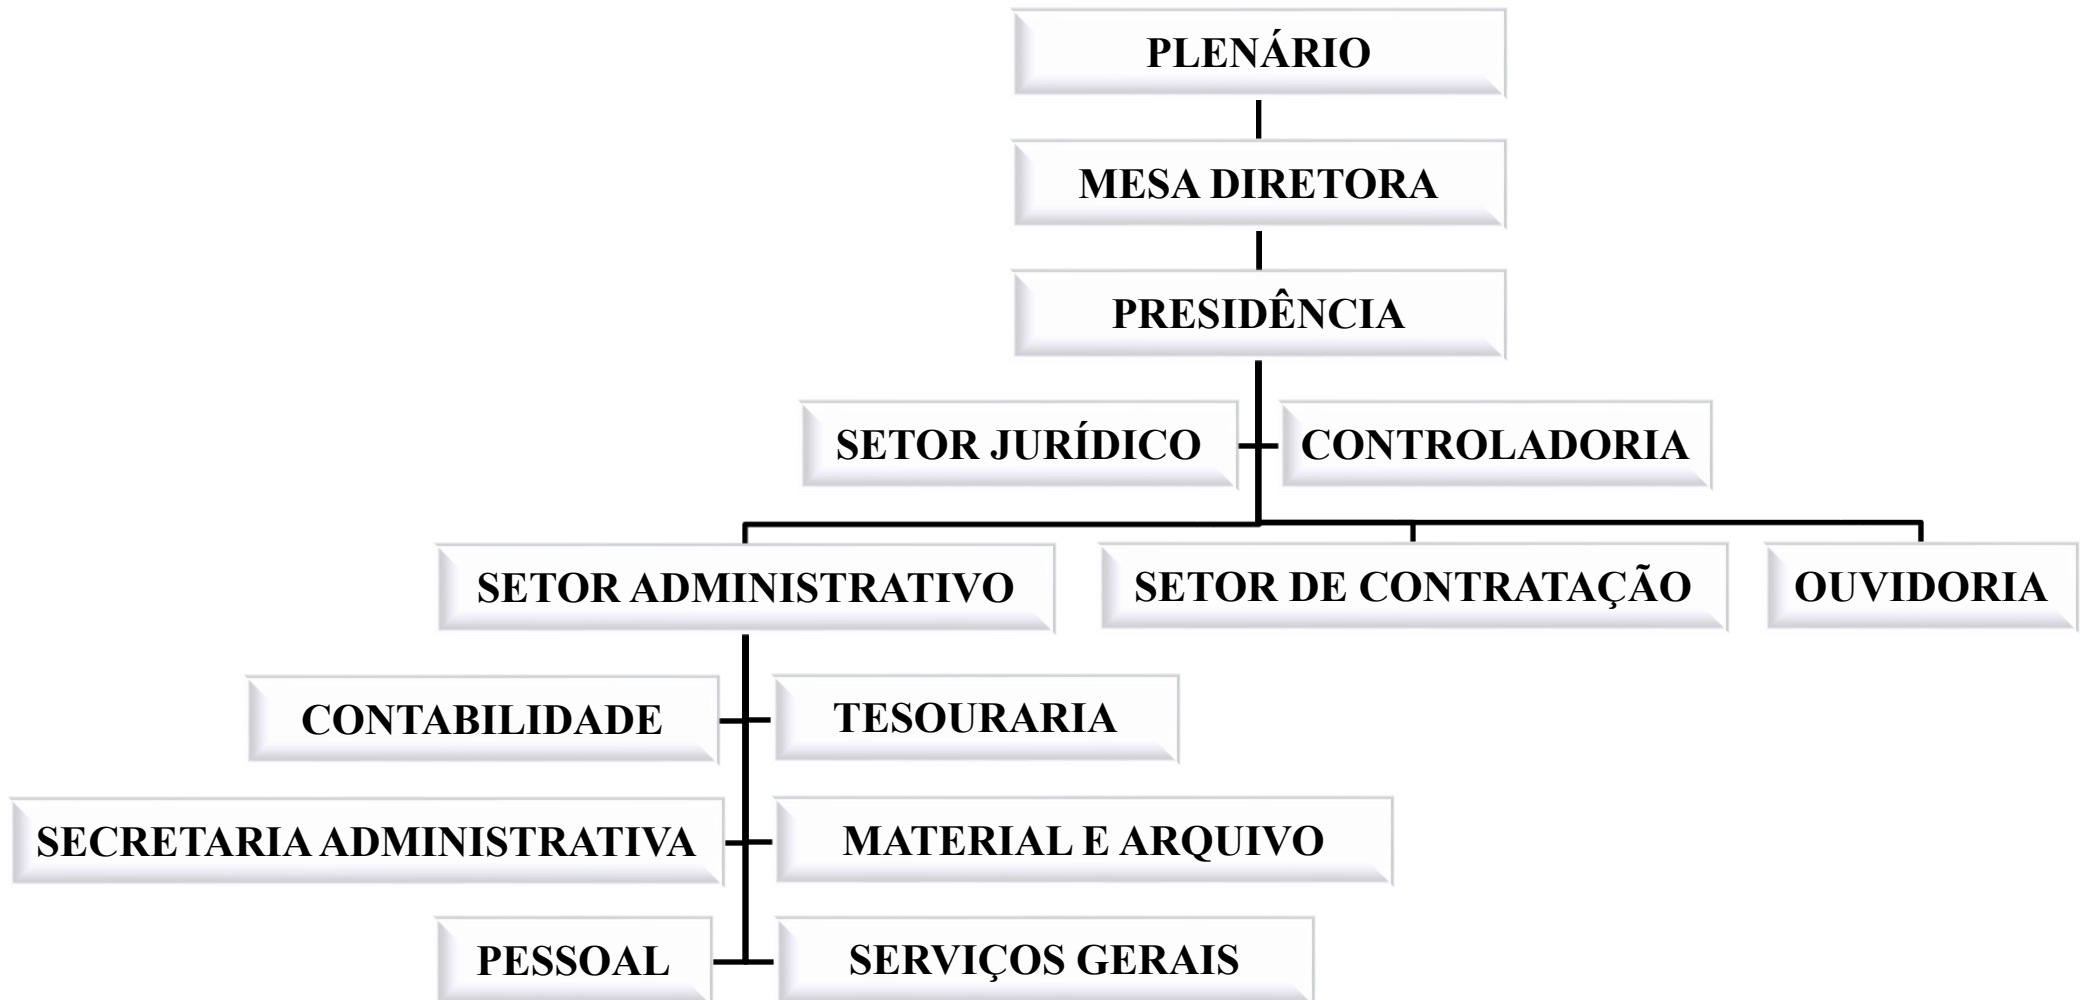 PLENÁRIO
MESA DIRETORA
PRESIDÊNCIA
SETOR JURÍDICO
CONTROLADORIA
SETOR ADMINISTRATIVO
SETOR DE CONTRATAÇÃO
OUVIDORIA
CONTABILIDADE
TESOURARIA
SECRETARIA ADMINISTRATIVA
MATERIAL E ARQUIVO
PESSOAL
SERVIÇOS GERAIS